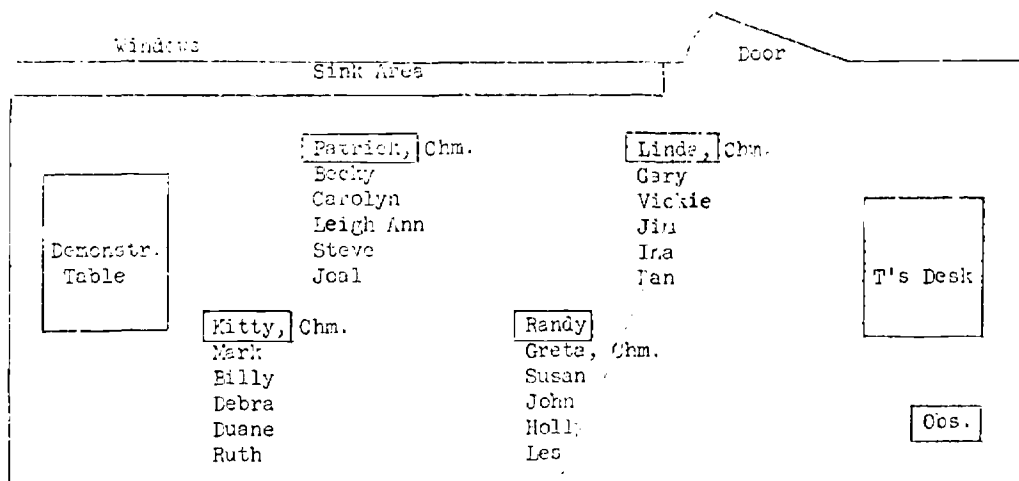 Windows
Door
Sink Area
Patrick, Chm.
Becky
Carolyn
Leigh Ann
Steve
Joal
Linda, Chm.
Gary
Vickie
Jim
Ina
Demonstr.
Table
T's Desk
Kitty, Chm.
Mark
Billy
Debra
Duane
Ruth
Randy
Greta, Chm.
Susan
John
Holly
Les
Obs.